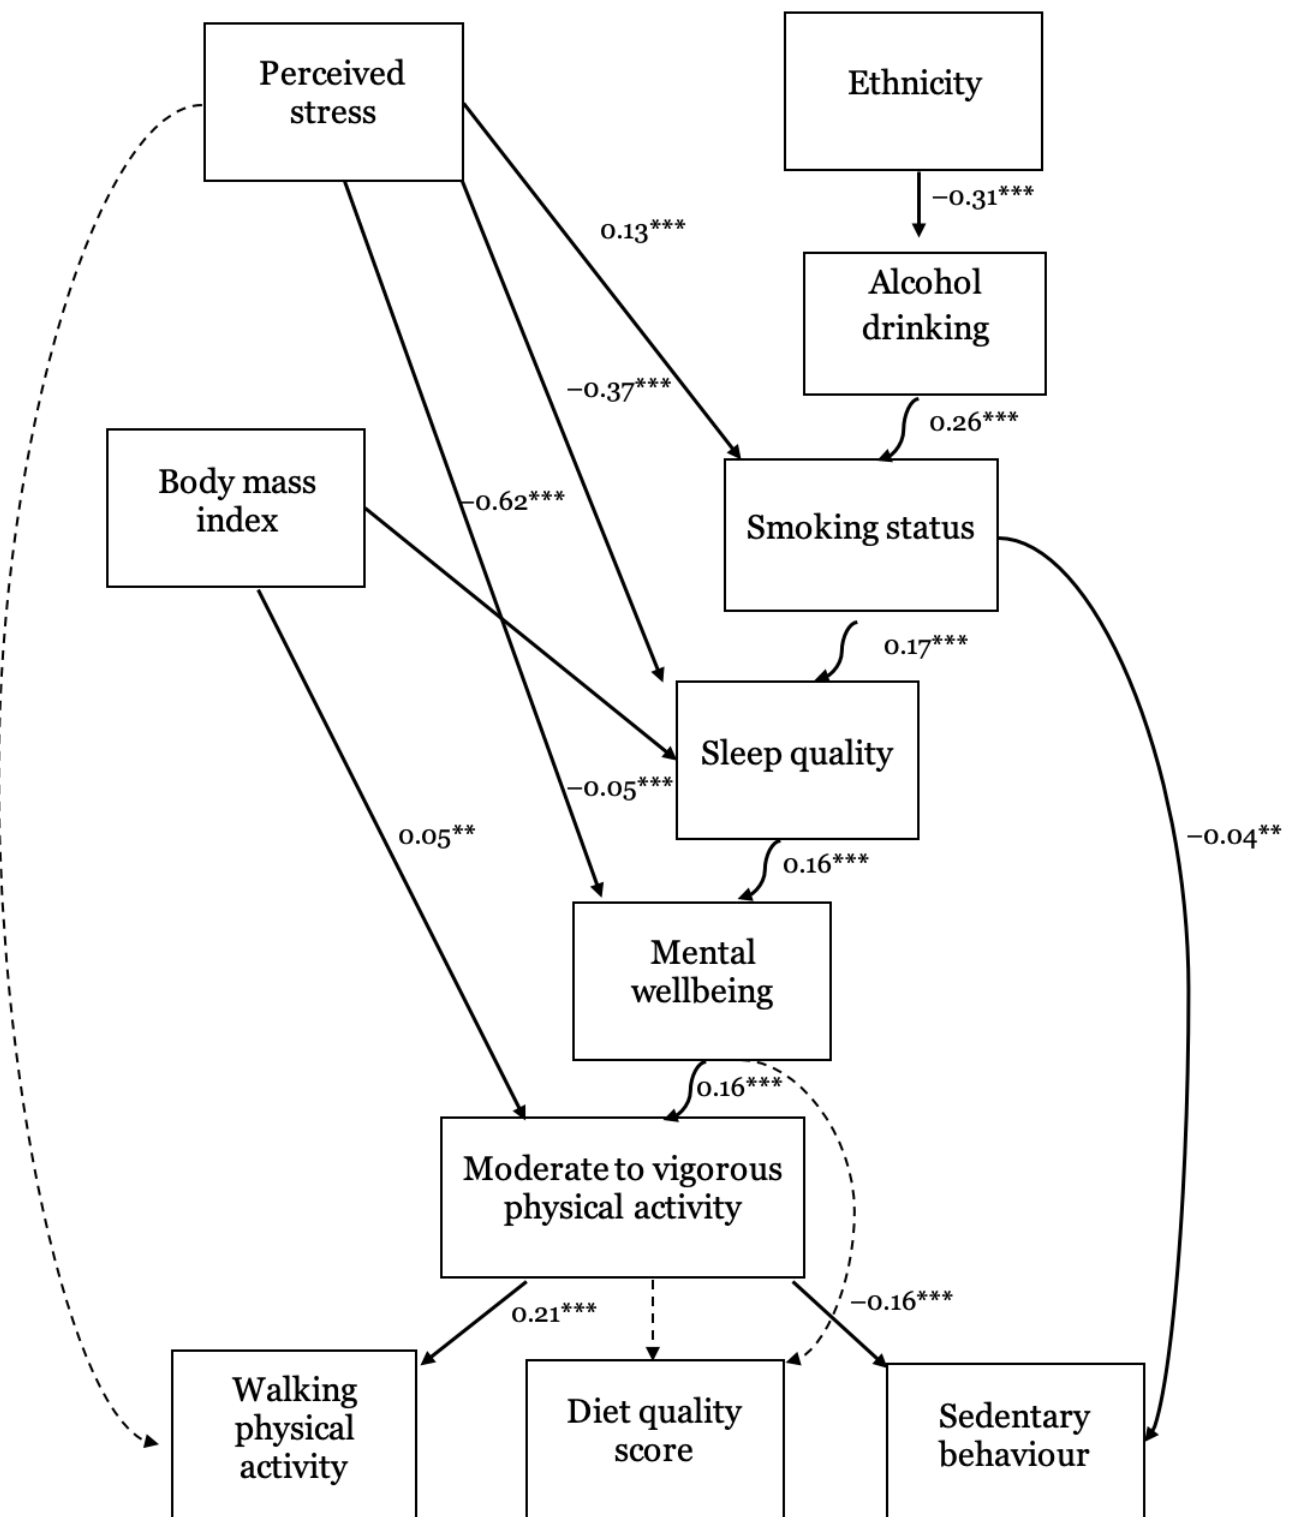 Perceived
stress
Ethnicity
−0.31***
0.13***
Alcohol
drinking
−0.37***
0.26***
Body mass
index
−0.62***
Smoking status
0.17***
Sleep quality
−0.05***
0.05**
−0.04**
0.16***
Mental
wellbeing
0.16***
Moderate to vigorous
physical activity
0.21***
−0.16***
Walking
physical
activity
Diet quality
score
Sedentary
behaviour